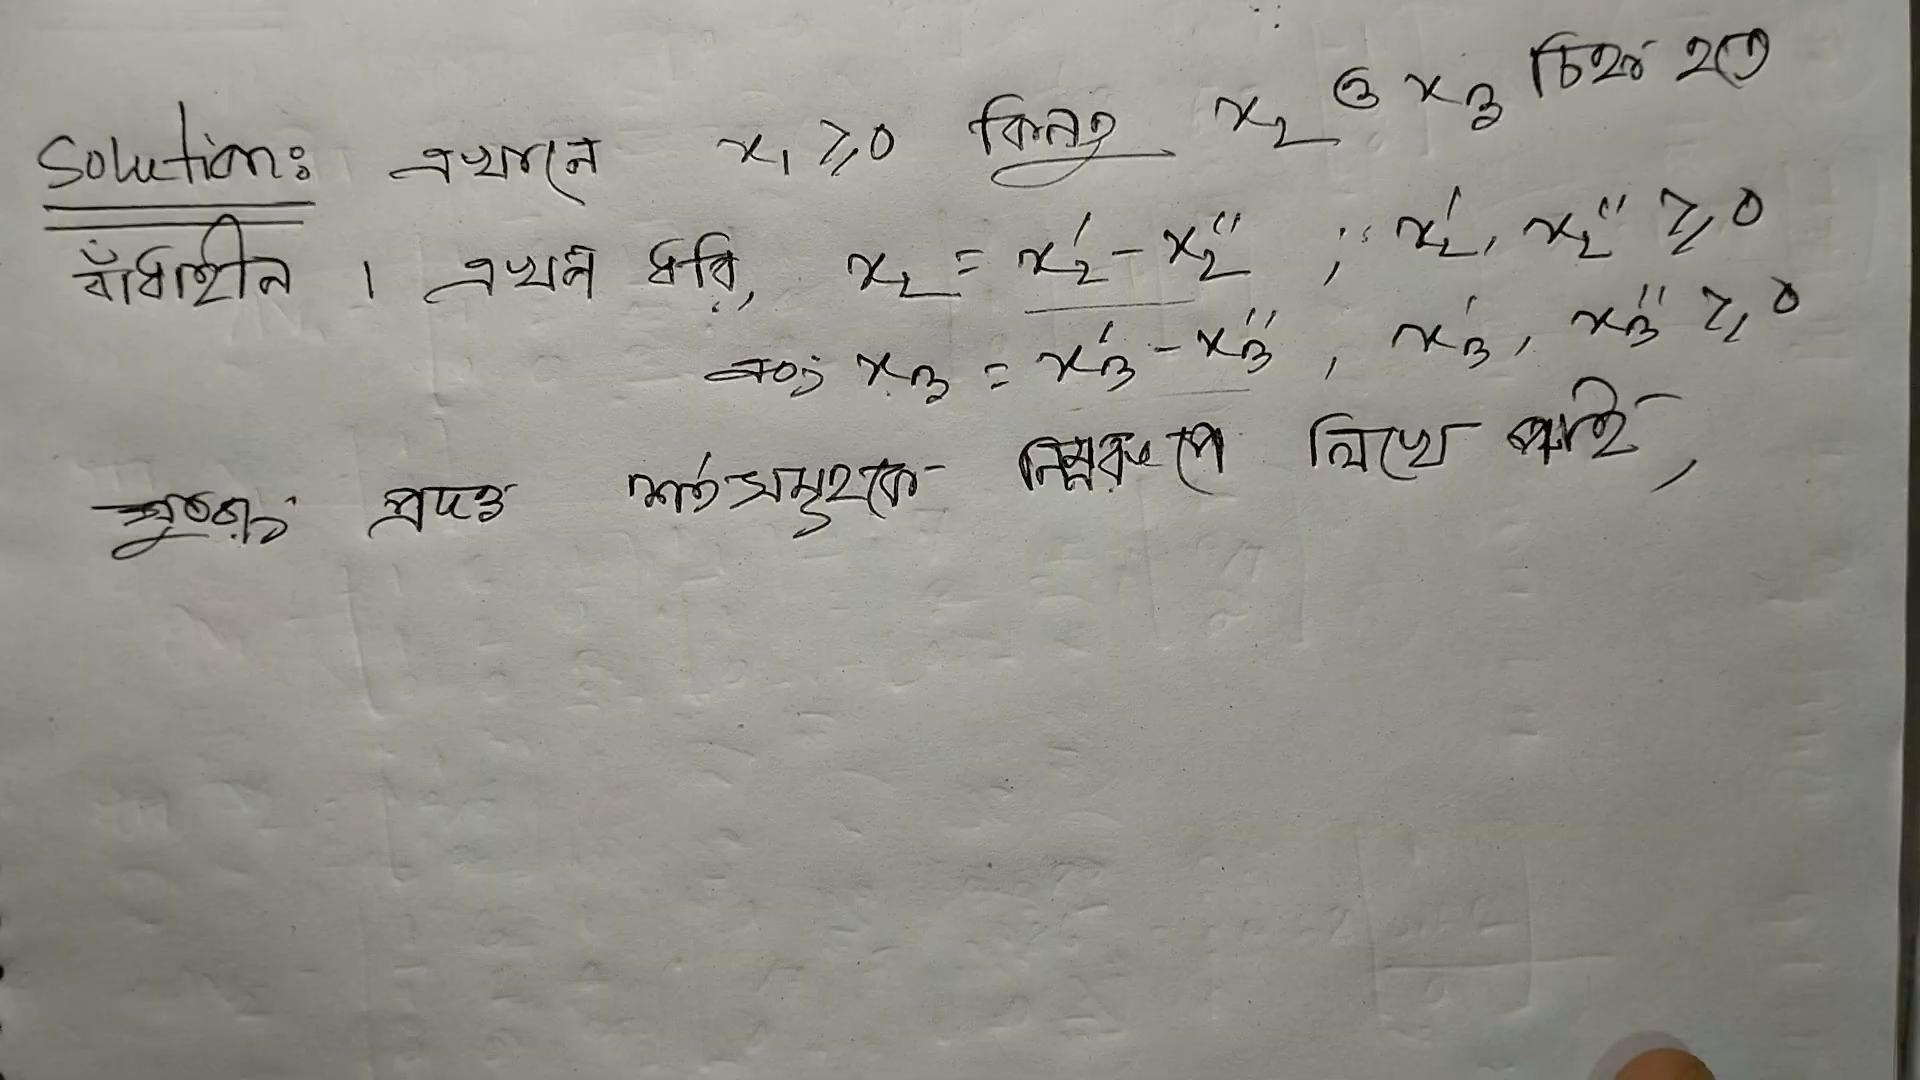 Solution: এখানে x₁ ≥ 0 কিন্তু x₂ ও x₃ চিহ্ন হতে
বাঁধাহীন । এখন ধরি, x₂ = x₂′ - x₂″ ; x₂′, x₂″ ≥ 0
এবং x₃ = x₃′ - x₃″ , x₃′, x₃″ ≥ 0
সুতরাং প্রদত্ত শর্তসমূহকে নিম্নরূপে লিখে পাই,